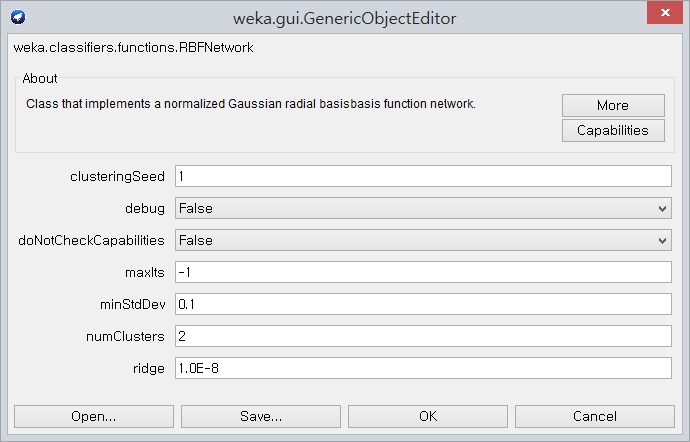 weka.gui.GenericObjectEditor
weka.classifiers.functions.RBFNetwork
About
Class that implements a normalized Gaussian radial basisbasis function network.
More
Capabilities
clusteringSeed 1
debug False
doNotCheckCapabilities False
maxIts -1
minStdDev 0.1
numClusters 2
ridge 1.0E-8
Open... Save... OK Cancel